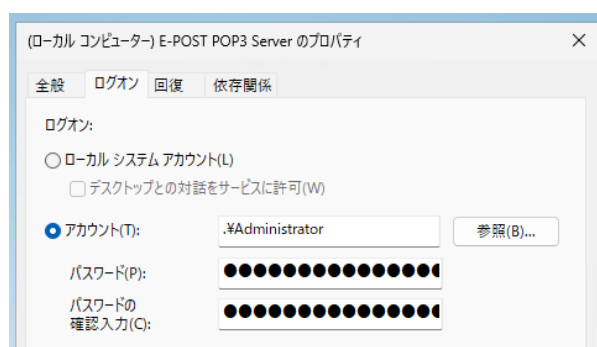 (ローカル コンピューター) E-POST POP3 Server のプロパティ
全般 ログオン 回復 依存関係
ログオン:
ローカル システム アカウント(L)
デスクトップとの対話をサービスに許可(W)
アカウント(T): .¥Administrator 参照(B)...
パスワード(P): ●●●●●●●●●●●●●●●
パスワードの
確認入力(C): ●●●●●●●●●●●●●●●